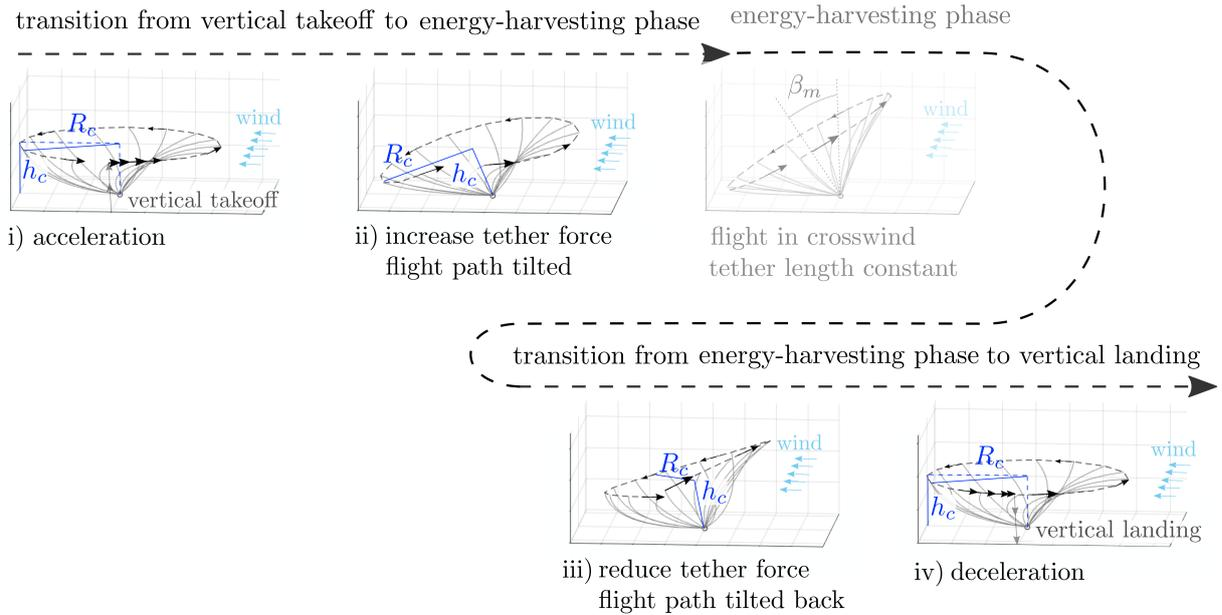 transition from vertical takeoff to energy-harvesting phase
energy-harvesting phase
R_c
h_c
wind
vertical takeoff
i) acceleration
R_c
h_c
wind
ii) increase tether force
flight path tilted
β_m
wind
flight in crosswind
tether length constant
transition from energy-harvesting phase to vertical landing
R_c
h_c
wind
iii) reduce tether force
flight path tilted back
R_c
h_c
wind
vertical landing
iv) deceleration